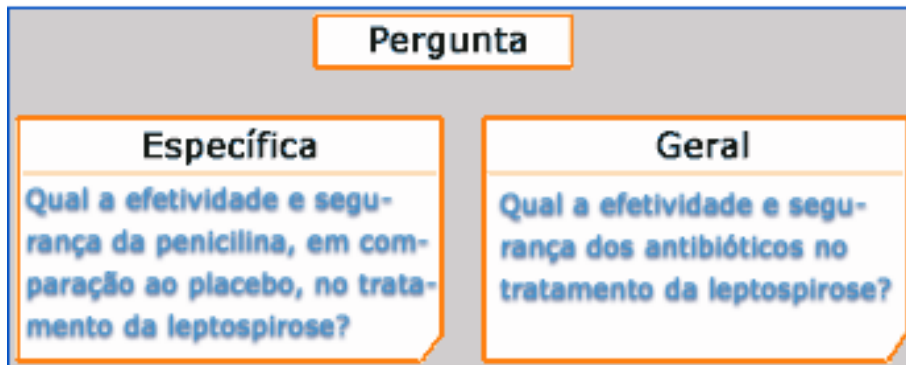 Pergunta
Específica
Qual a efetividade e segu-
rança da penicilina, em com-
paração ao placebo, no trata-
mento da leptospirose?
Geral
Qual a efetividade e segu-
rança dos antibióticos no
tratamento da leptospirose?